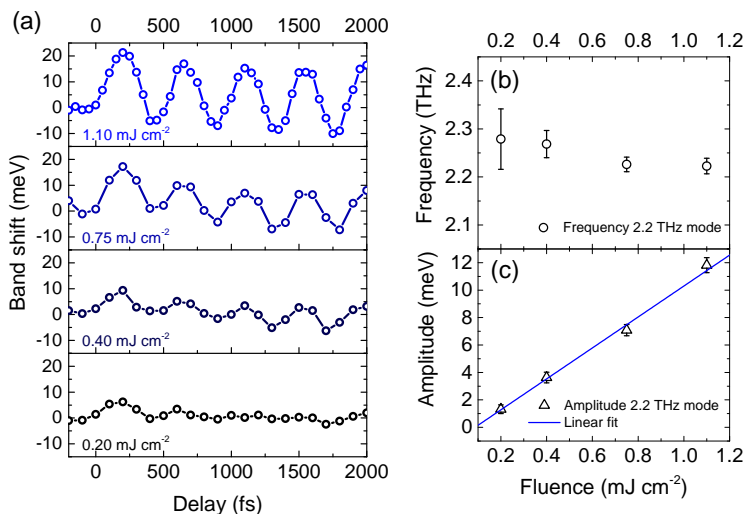 (a)
0 500 1000 1500 2000
20
10
0
-10
1.10 mJ cm-2
20
10
0
-10
0.75 mJ cm-2
20
10
0
-10
0.40 mJ cm-2
20
10
0
-10
0.20 mJ cm-2
Band shift (meV)
0 500 1000 1500 2000
Delay (fs)
0.2 0.4 0.6 0.8 1.0 1.2
(b)
2.4
2.3
2.2
2.1
Frequency (THz)
Frequency 2.2 THz mode
(c)
12
10
8
6
4
2
0
Amplitude (meV)
Amplitude 2.2 THz mode
Linear fit
0.2 0.4 0.6 0.8 1.0 1.2
Fluence (mJ cm-2)